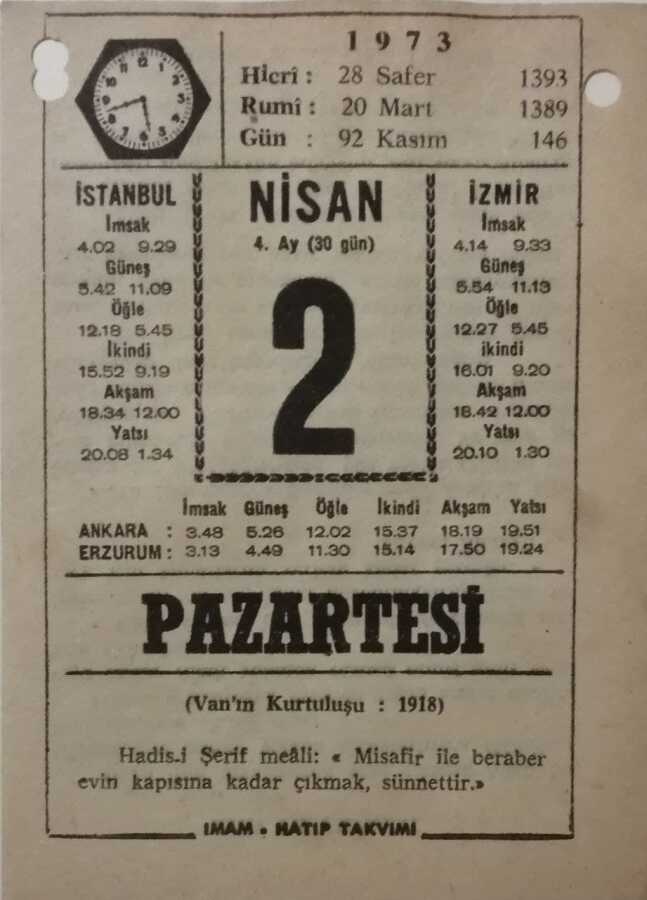 1973
Hicrî : 28 Safer 1393
Rumî : 20 Mart 1389
Gün : 92 Kasım 146
İSTANBUL
İmsak
4.02 9.29
Güneş
5.42 11.09
Öğle
12.18 5.45
İkindi
15.52 9.19
Akşam
18.34 12.00
Yatsı
20.08 1.34
NİSAN
4. Ay (30 gün)
2
İZMİR
İmsak
4.14 9.33
Güneş
5.54 11.13
Öğle
12.27 5.45
ikindi
16.01 9.20
Akşam
18.42 12.00
Yatsı
20.10 1.30
İmsak Güneş Öğle İkindi Akşam Yatsı
ANKARA : 3.48 5.26 12.02 15.37 18.19 19.51
ERZURUM : 3.13 4.49 11.30 15.14 17.50 19.24
PAZARTESİ
(Van'ın Kurtuluşu : 1918)
Hadis-i Şerif meâli: « Misafir ile beraber
evin kapısına kadar çıkmak, sünnettir.»
IMAM • HATIP TAKVIMI